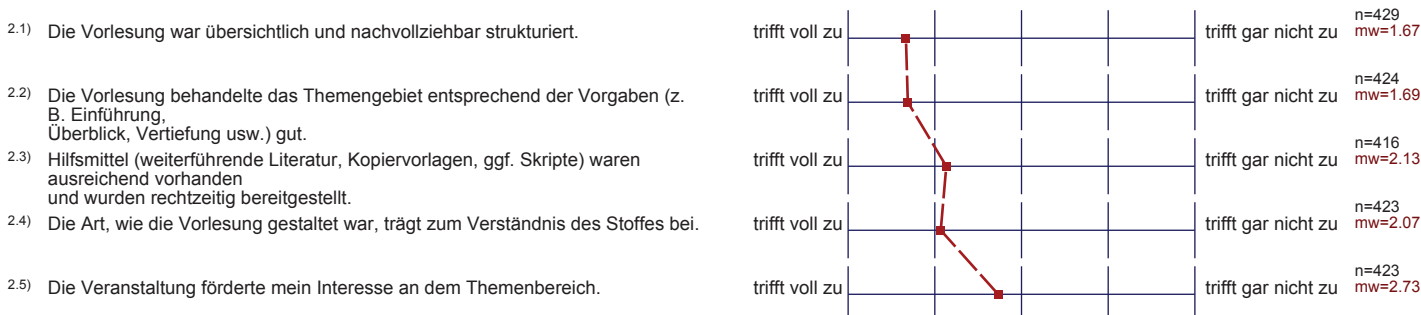 2.1) Die Vorlesung war übersichtlich und nachvollziehbar strukturiert. trifft voll zu trifft gar nicht zu n=429
mw=1.67
2.2) Die Vorlesung behandelte das Themengebiet entsprechend der Vorgaben (z. trifft voll zu trifft gar nicht zu n=424
B. Einführung, mw=1.69
Überblick, Vertiefung usw.) gut.
2.3) Hilfsmittel (weiterführende Literatur, Kopiervorlagen, ggf. Skripte) waren trifft voll zu trifft gar nicht zu n=416
ausreichend vorhanden mw=2.13
und wurden rechtzeitig bereitgestellt.
2.4) Die Art, wie die Vorlesung gestaltet war, trägt zum Verständnis des Stoffes bei. trifft voll zu trifft gar nicht zu n=423
mw=2.07
2.5) Die Veranstaltung förderte mein Interesse an dem Themenbereich. trifft voll zu trifft gar nicht zu n=423
mw=2.73